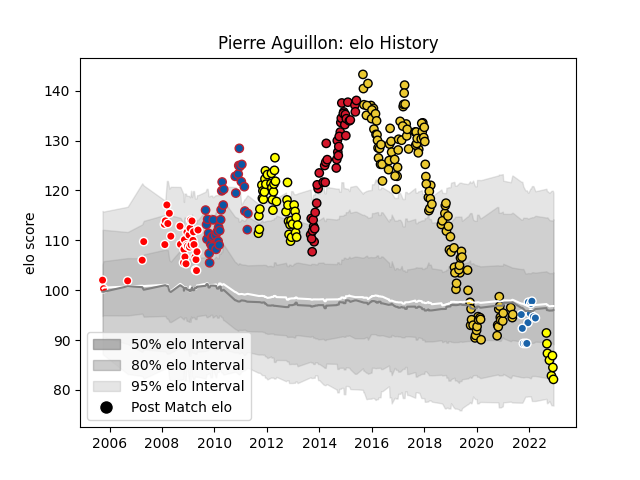 Pierre Aguillon: elo History
elo score
140
130
120
110
100
90
80
50% elo Interval
80% elo Interval
95% elo Interval
Post Match elo
2006 2008 2010 2012 2014 2016 2018 2020 2022